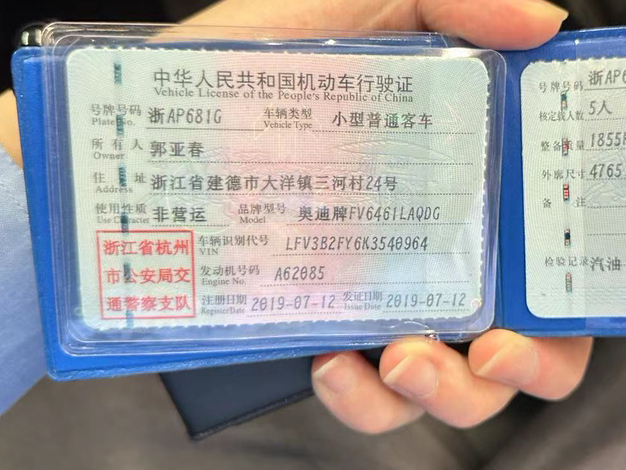 中华人民共和国机动车行驶证
Vehicle License of the People's Republic of China
号牌号码 浙AP681G 车辆类型 小型普通客车
Plate No. Vehicle Type
所有人 郭亚春
Owner
住址 浙江省建德市大洋镇三河村24号
Address
使用性质 非营运 品牌型号 奥迪牌FV6461LAQDG
Use Character Model
浙江省杭州
市公安局交
通警察支队
车辆识别代号 LFV3B2FY6K3540964
VIN
发动机号码 A62085
Engine No.
注册日期 2019-07-12 发证日期 2019-07-12
Register Date Issue Date
号牌号码 浙AP6
核定载人数 5人
整备质量 1855
外廓尺寸 4765
备注
检验记录 汽油